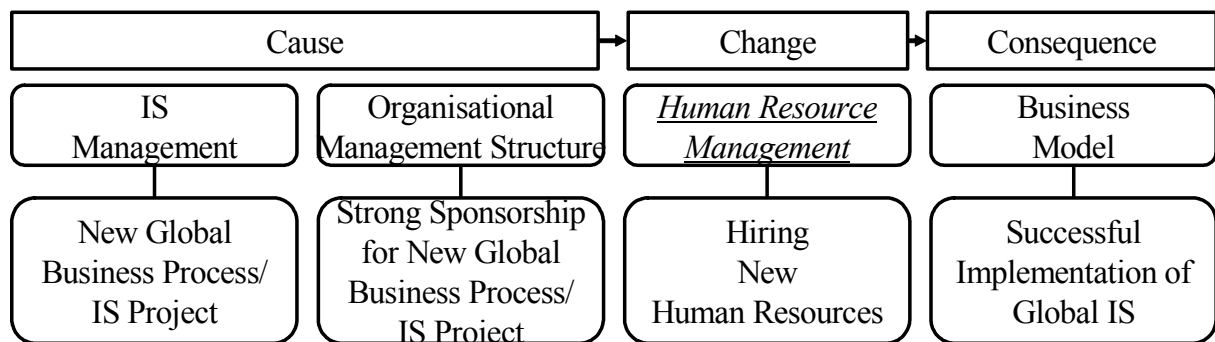 Cause
Change
Consequence
IS
Management
Organisational
Management Structure
Human Resource
Management
Business
Model
New Global
Business Process/
IS Project
Strong Sponsorship
for New Global
Business Process/
IS Project
Hiring
New
Human Resources
Successful
Implementation of
Global IS